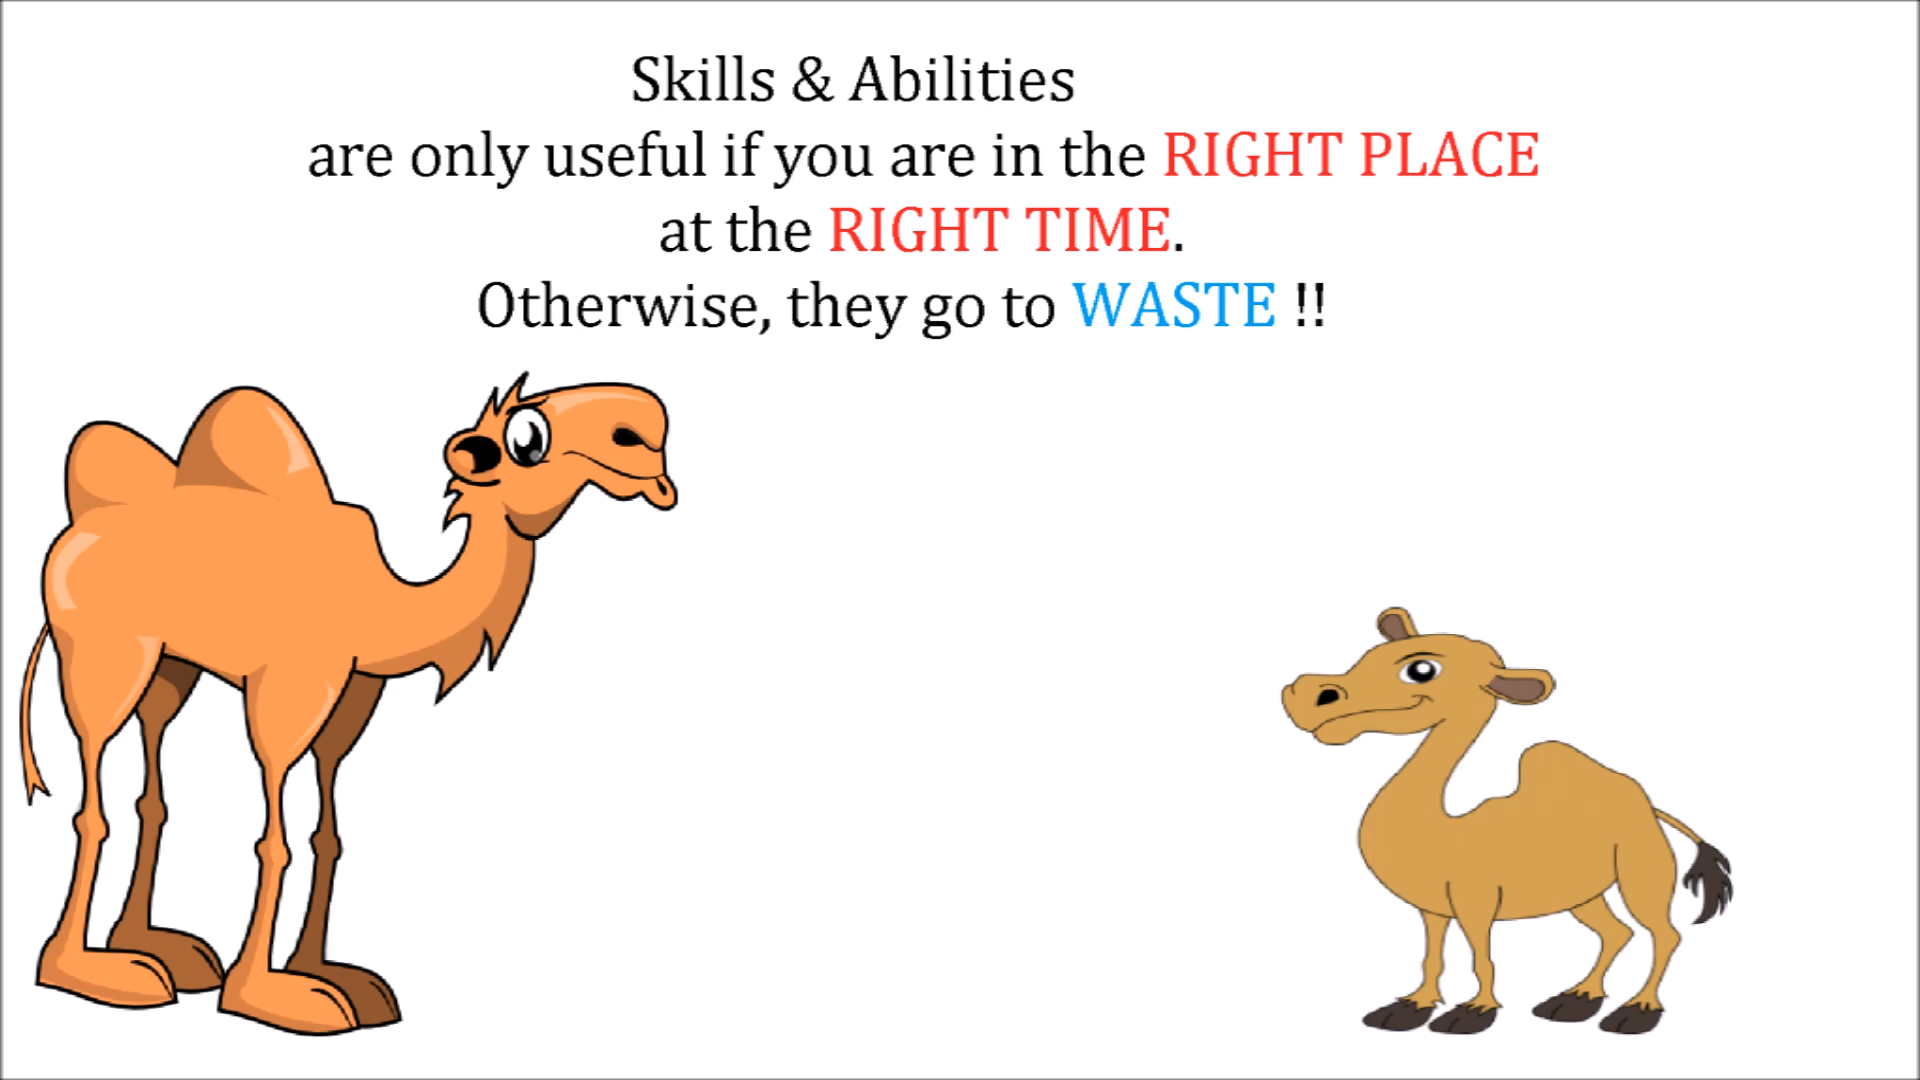 Skills & Abilities
are only useful if you are in the RIGHT PLACE
at the RIGHT TIME.
Otherwise, they go to WASTE !!